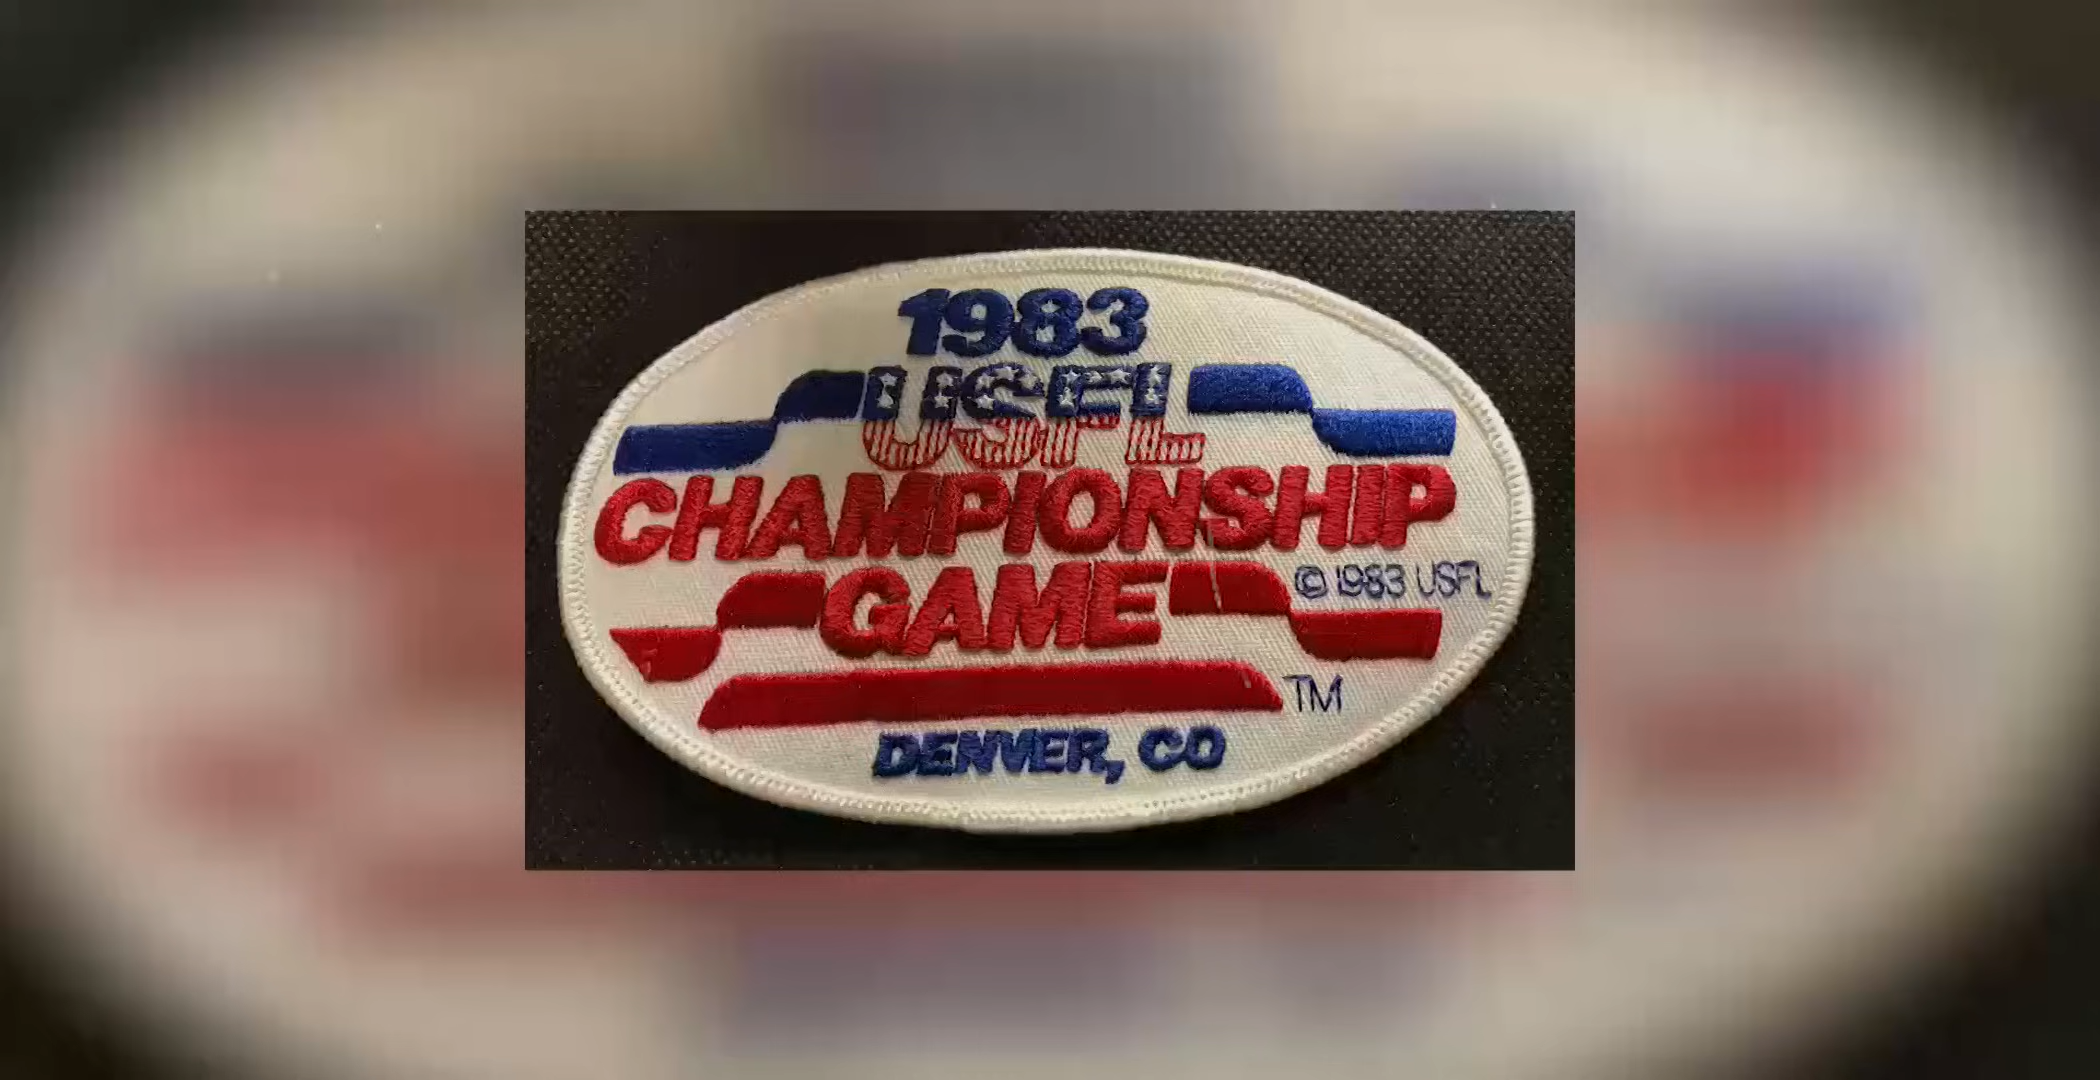 1983
USFL
CHAMPIONSHIP
GAME
© 1983 USFL
TM
DENVER, CO